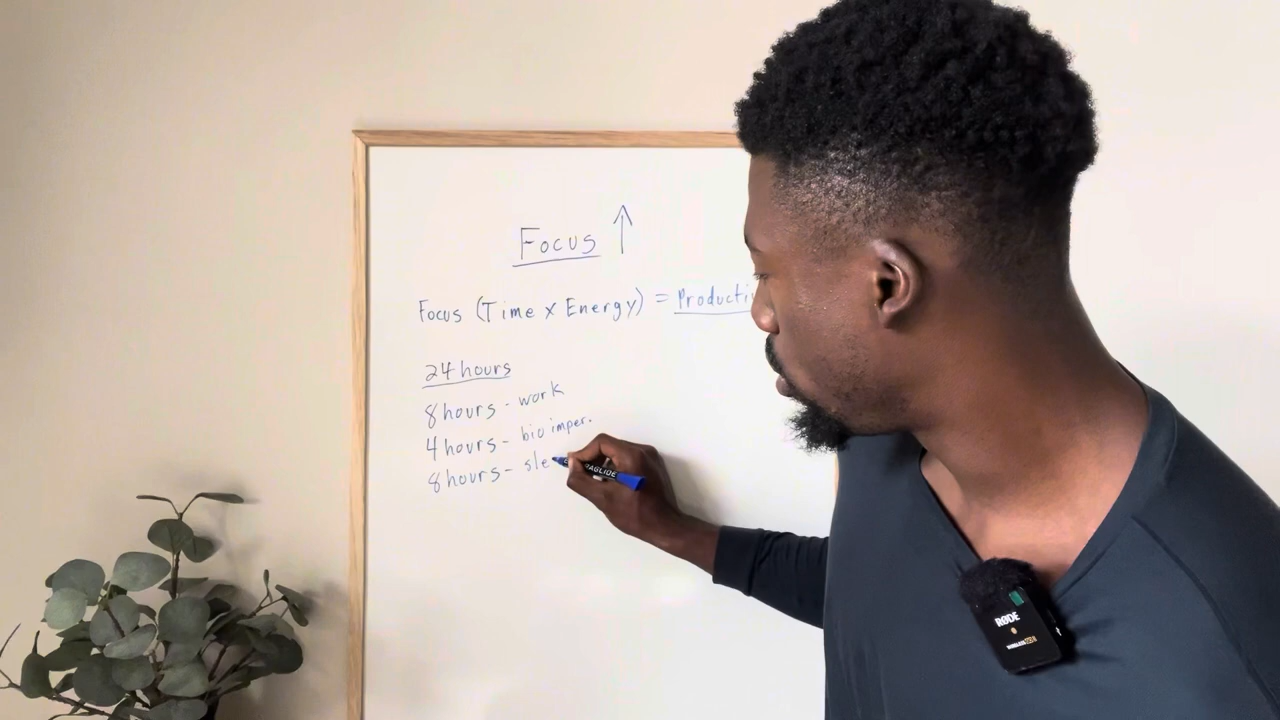 Focus ↑
Focus (Time x Energy) = Producti
24 hours
8 hours - work
4 hours - bio imper.
8 hours - sle
RØDE